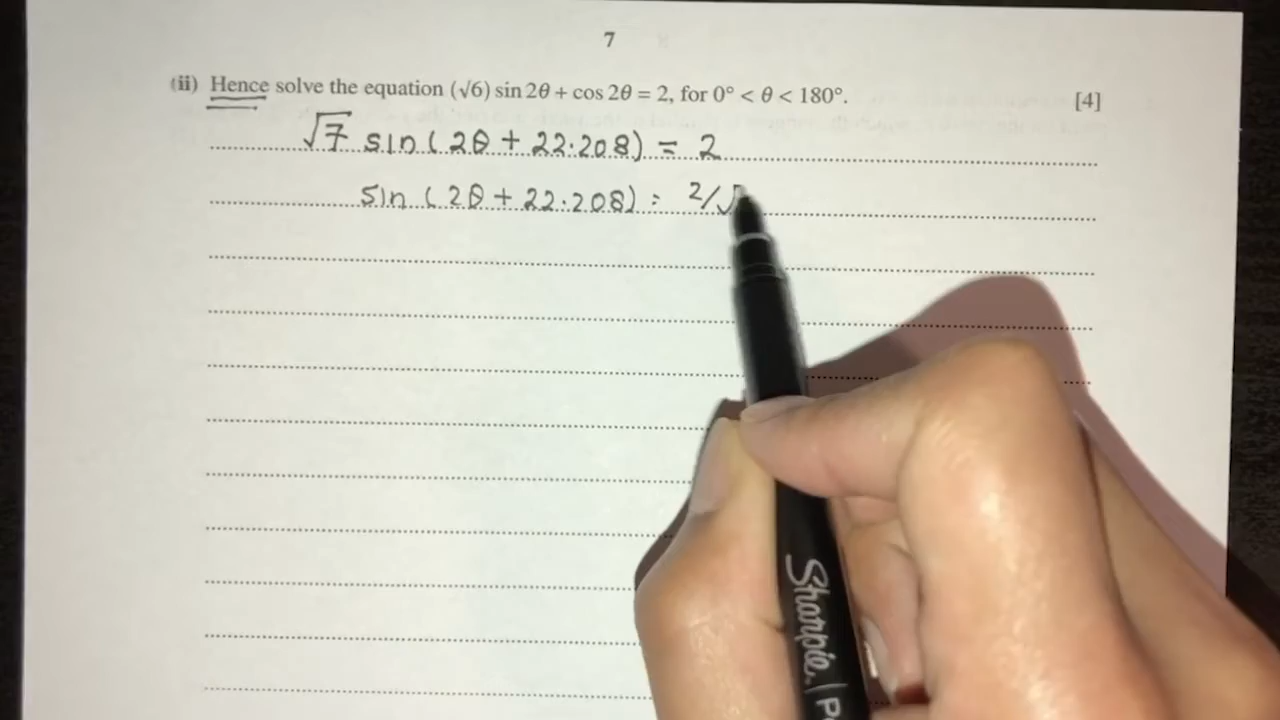 7
(ii) Hence solve the equation (√6) sin 2θ + cos 2θ = 2, for 0° < θ < 180°. [4]
√7 sin ( 2θ + 22.208) = 2
sin ( 2θ + 22.208) = 2/√
Sharpie.